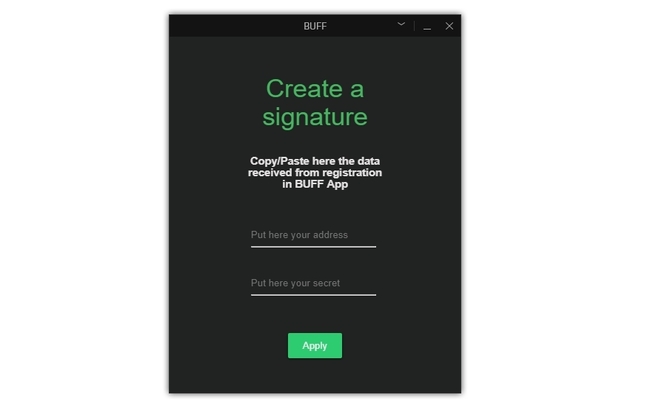 BUFF
Create a
signature
Copy/Paste here the data
received from registration
in BUFF App
Put here your address
Put here your secret
Apply